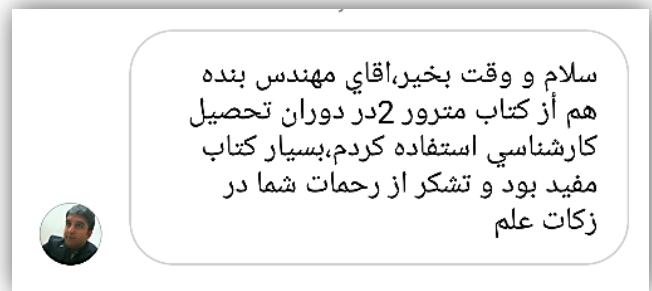 سلام و وقت بخير،اقاي مهندس بنده
هم أز كتاب مترور 2در دوران تحصيل
كارشناسي استفاده كردم،بسيار كتاب
مفيد بود و تشكر از رحمات شما در
زكات علم